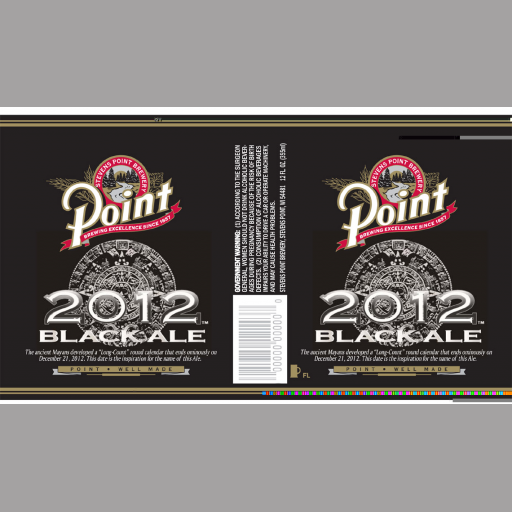 STEVENS POINT BREWERY
Point
BREWING EXCELLENCE SINCE 1857
2012
BLACK ALE
TM
The ancient Mayans developed a "Long-Count" round calendar that ends ominously on
December 21, 2012. This date is the inspiration for the name of this Ale.
POINT • WELL MADE
GOVERNMENT WARNING: (1) ACCORDING TO THE SURGEON
GENERAL, WOMEN SHOULD NOT DRINK ALCOHOLIC BEVER-
AGES DURING PREGNANCY BECAUSE OF THE RISK OF BIRTH
DEFECTS. (2) CONSUMPTION OF ALCOHOLIC BEVERAGES
IMPAIRS YOUR ABILITY TO DRIVE A CAR OR OPERATE MACHINERY,
AND MAY CAUSE HEALTH PROBLEMS.
STEVENS POINT BREWERY, STEVENS POINT, WI 54481 12 FL. OZ. (355ml)
FL
STEVENS POINT BREWERY
Point
BREWING EXCELLENCE SINCE 1857
2012
BLACK ALE
TM
The ancient Mayans developed a "Long-Count" round calendar that ends ominously on
December 21, 2012. This date is the inspiration for the name of this Ale.
POINT • WELL MADE